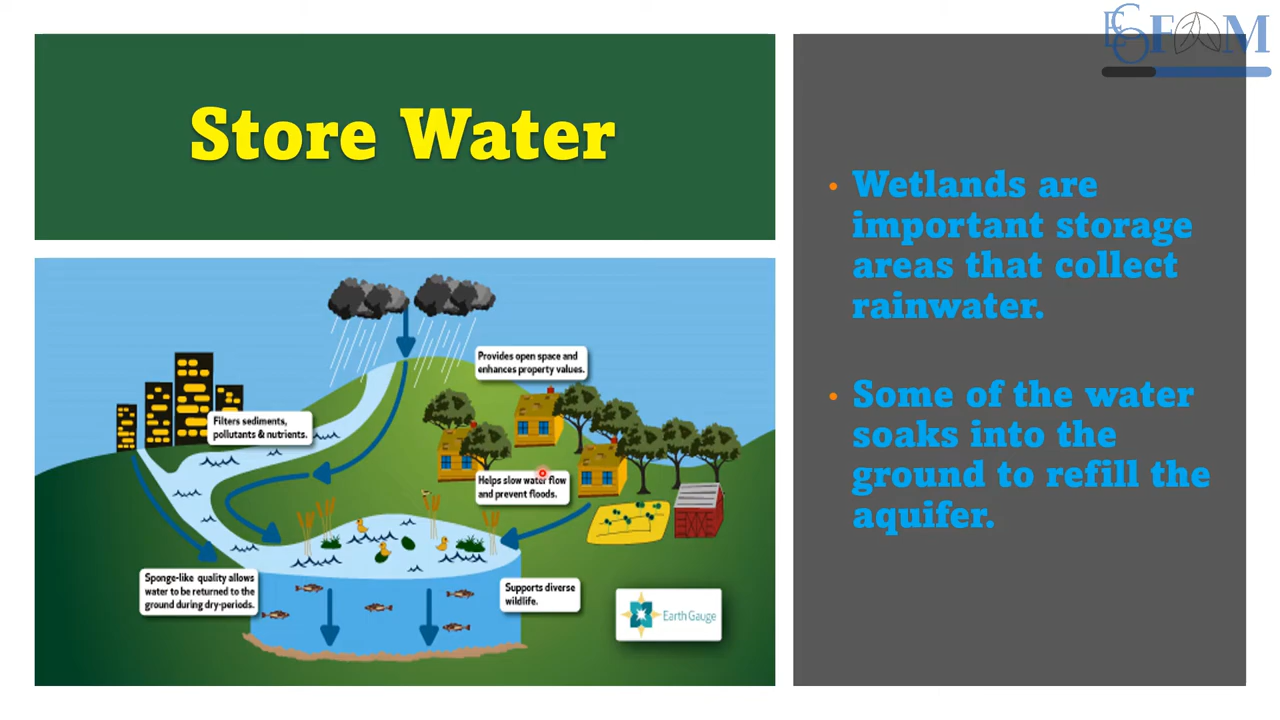 ECOFAM
Store Water
Wetlands are
important storage
areas that collect
rainwater.
Some of the water
soaks into the
ground to refill the
aquifer.
Provides open space and
enhances property values.
Filters sediments,
pollutants & nutrients.
Helps slow water flow
and prevent floods.
Sponge-like quality allows
water to be returned to the
ground during dry-periods.
Supports diverse
wildlife.
Earth Gauge